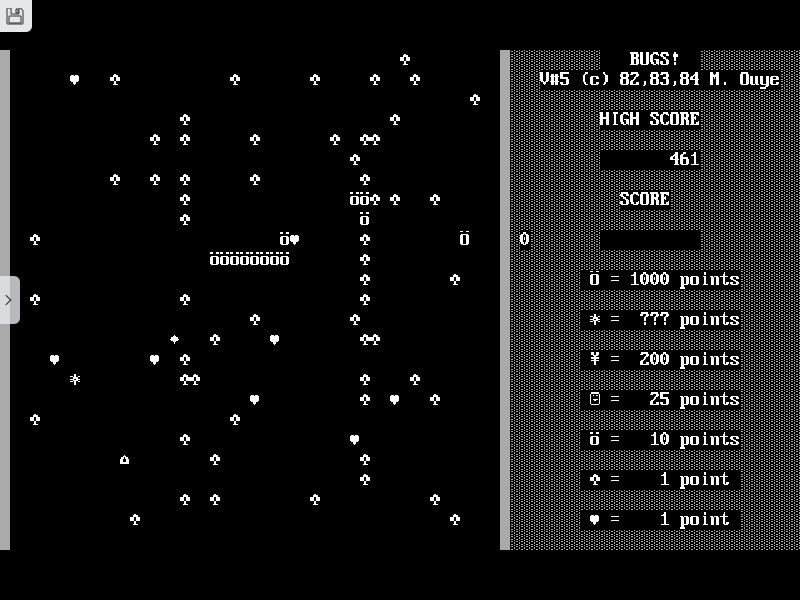 BUGS!
V#5 (c) 82,83,84 M. Ouye
HIGH SCORE
461
SCORE
0
Ö = 1000 points
* = ??? points
¥ = 200 points
= 25 points
ö = 10 points
♣ = 1 point
♥ = 1 point